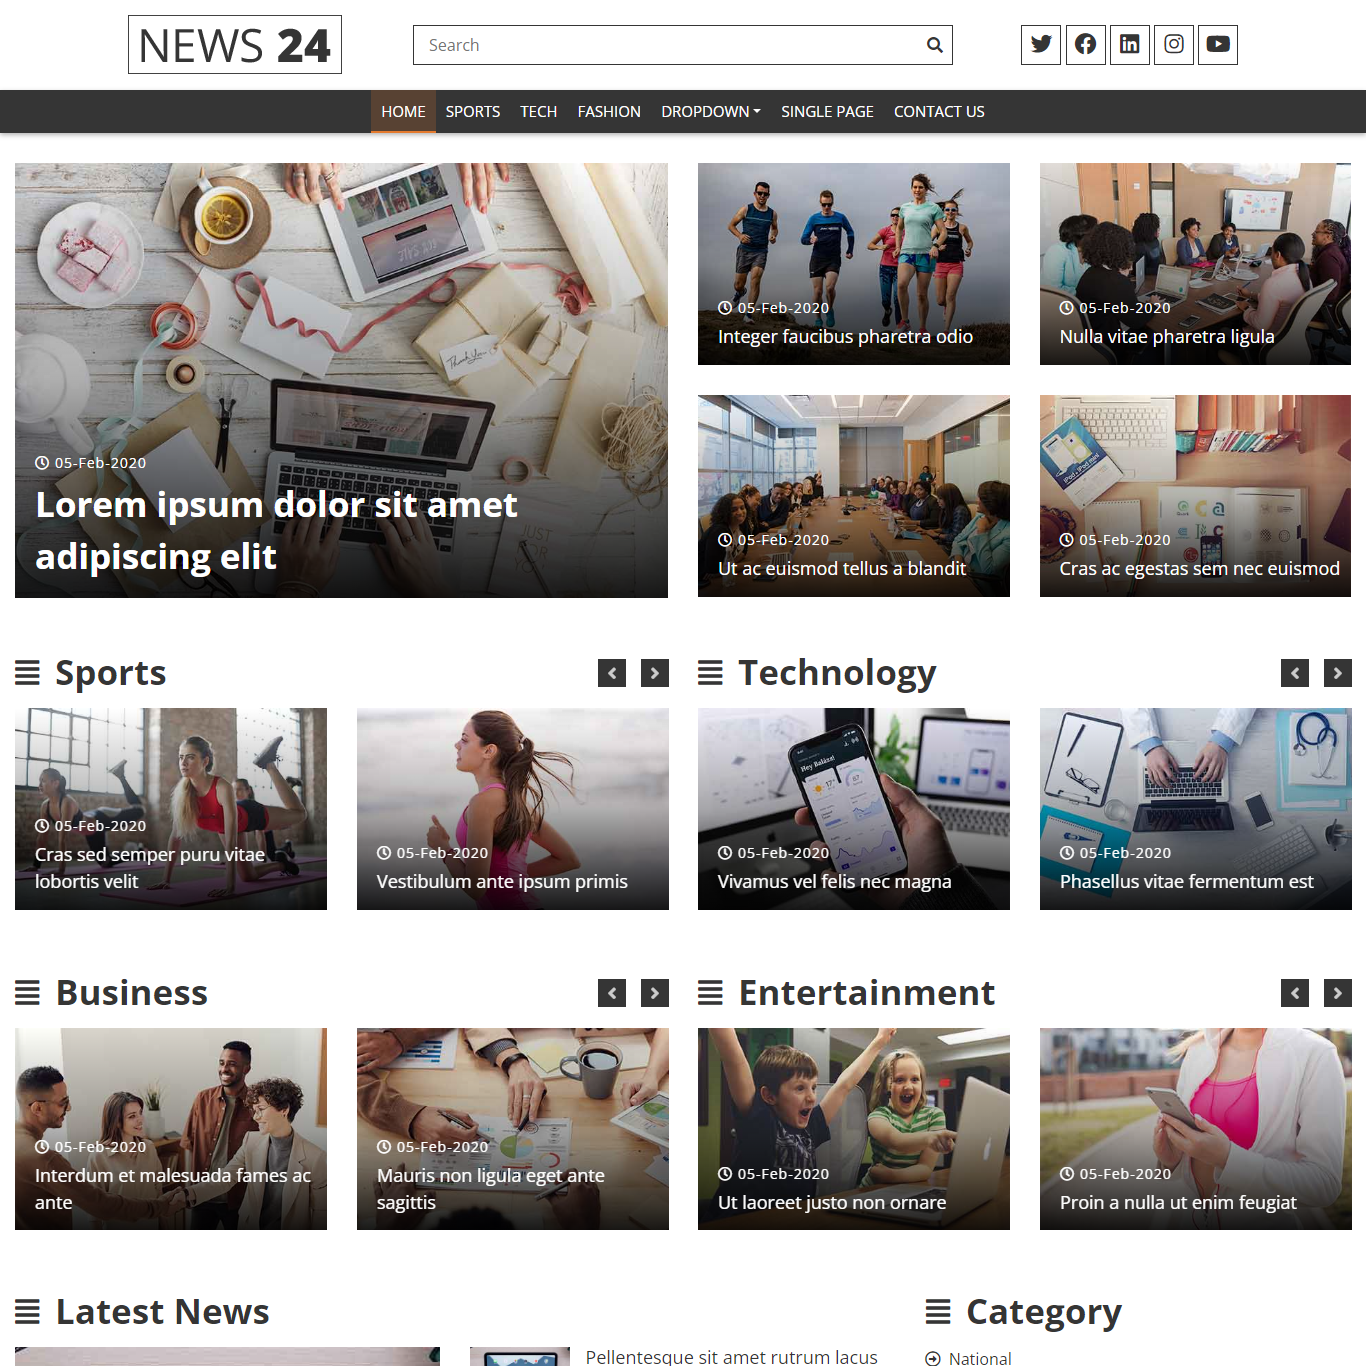 NEWS 24
Search
HOME SPORTS TECH FASHION DROPDOWN SINGLE PAGE CONTACT US
05-Feb-2020
Lorem ipsum dolor sit amet
adipiscing elit
Thank You
05-Feb-2020
Integer faucibus pharetra odio
05-Feb-2020
Nulla vitae pharetra ligula
05-Feb-2020
Ut ac euismod tellus a blandit
05-Feb-2020
Cras ac egestas sem nec euismod
Sports
05-Feb-2020
Cras sed semper puru vitae
lobortis velit
05-Feb-2020
Vestibulum ante ipsum primis
Technology
Hey Balázs!
05-Feb-2020
Vivamus vel felis nec magna
05-Feb-2020
Phasellus vitae fermentum est
Business
05-Feb-2020
Interdum et malesuada fames ac
ante
05-Feb-2020
Mauris non ligula eget ante
sagittis
Entertainment
05-Feb-2020
Ut laoreet justo non ornare
05-Feb-2020
Proin a nulla ut enim feugiat
Latest News
Pellentesque sit amet rutrum lacus
Category
National